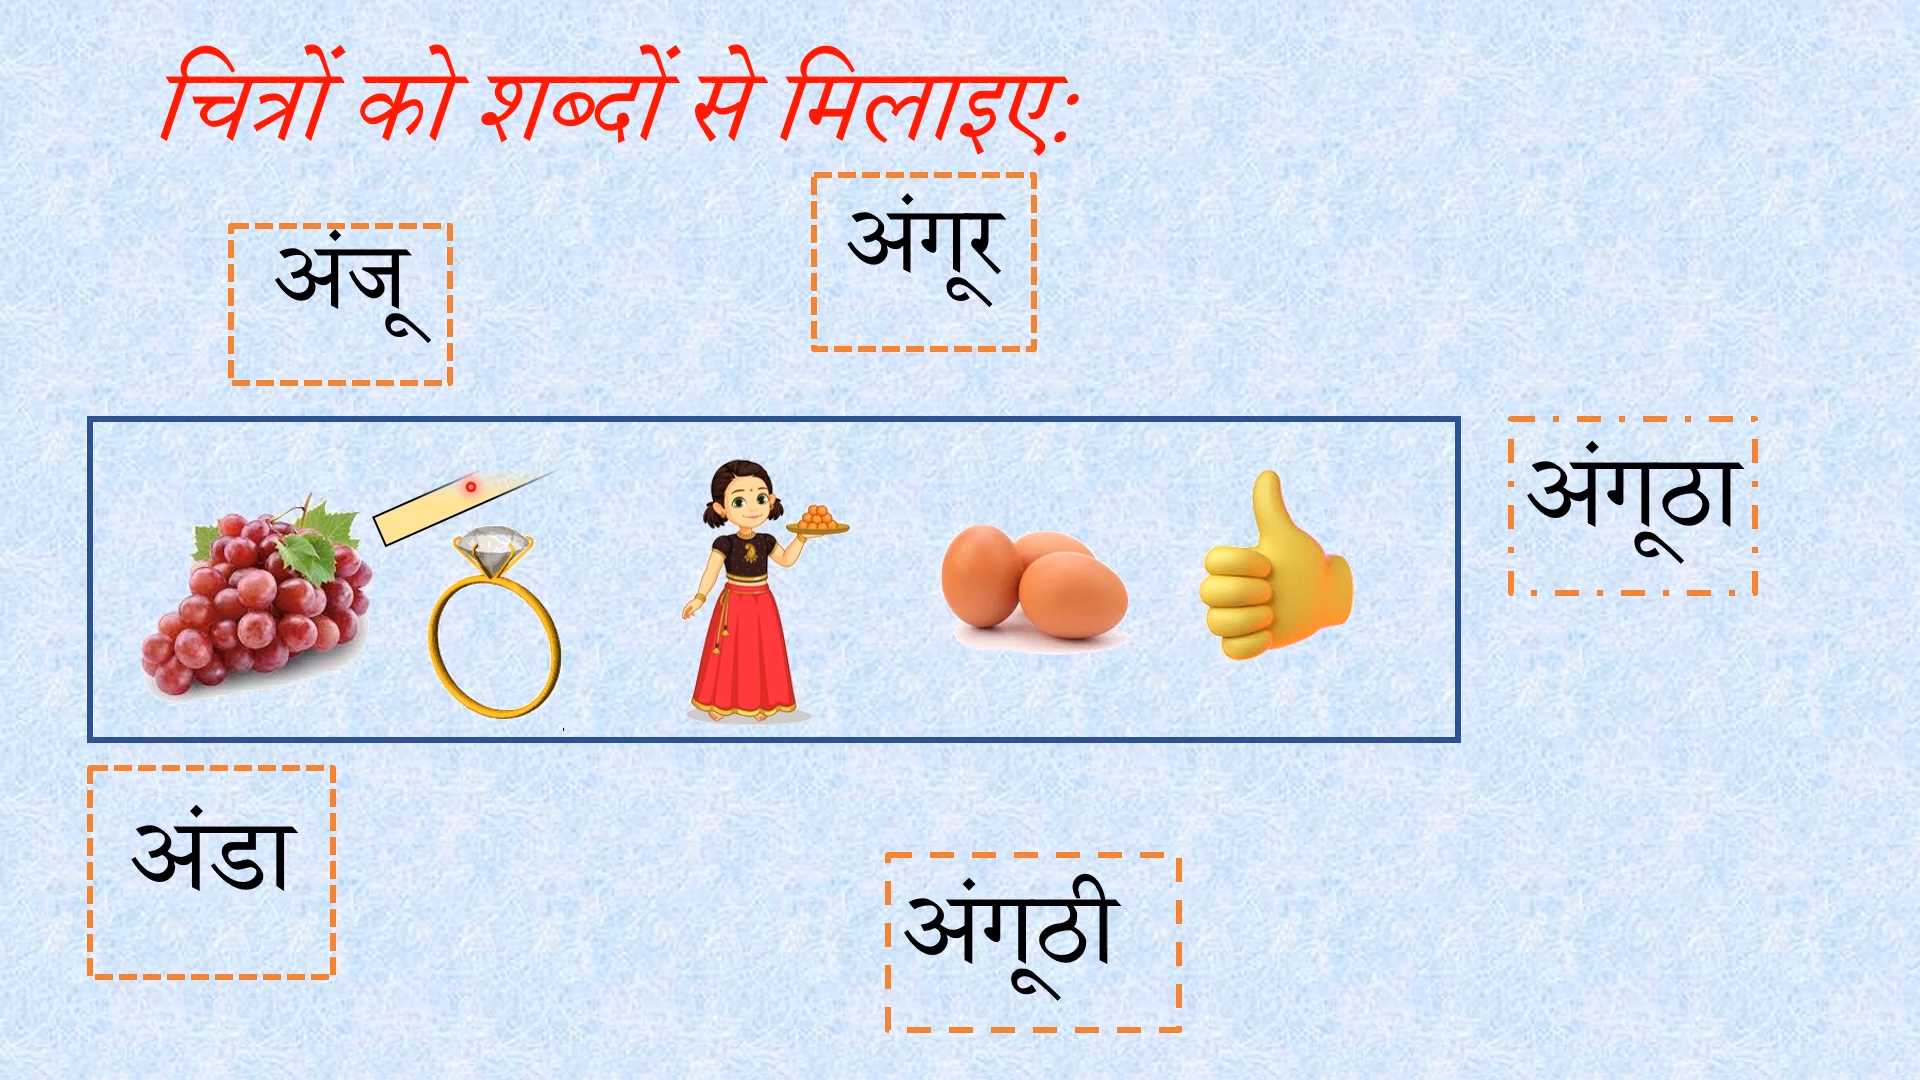 चित्रों को शब्दों से मिलाइए:
अंजू
अंगूर
अंगूठा
अंडा
अंगूठी